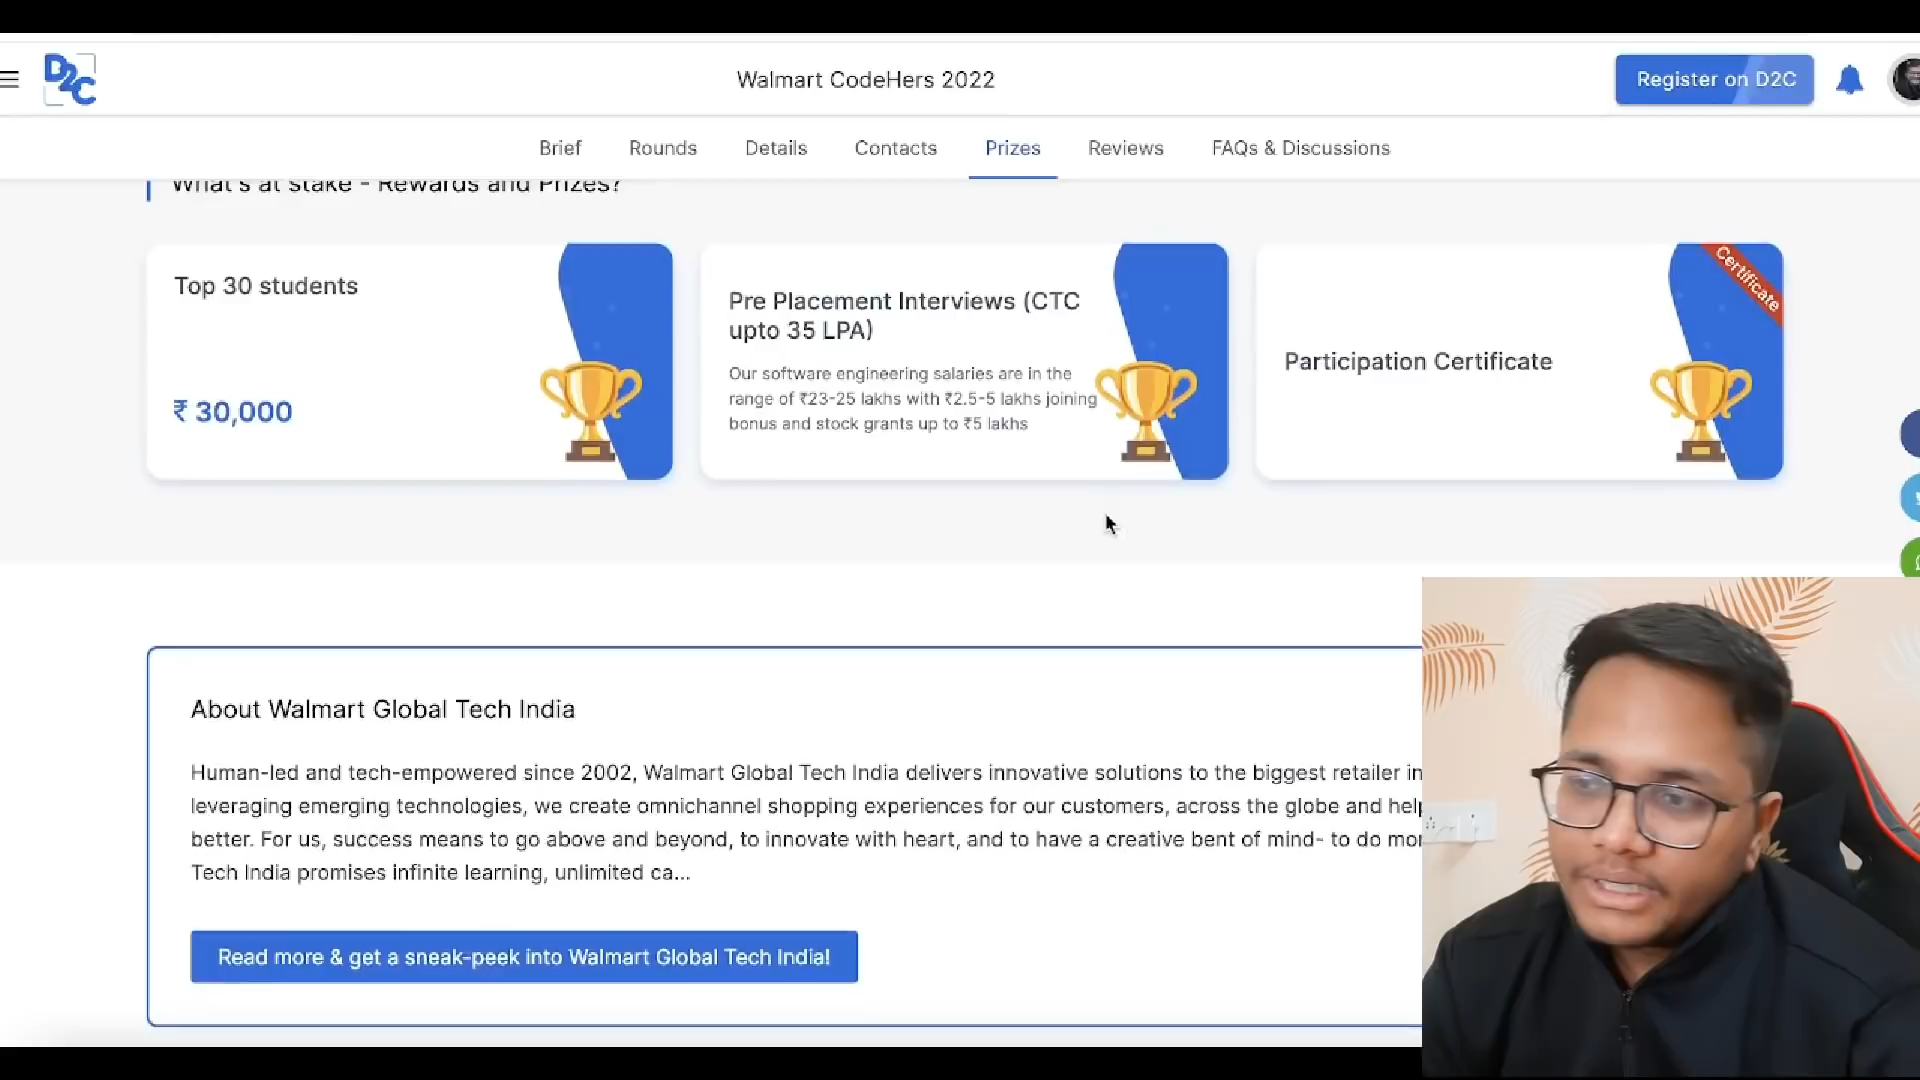 D2C
Walmart CodeHers 2022
Register on D2C
Brief
Rounds
Details
Contacts
Prizes
Reviews
FAQs & Discussions
What's at stake - Rewards and Prizes?
Top 30 students
₹ 30,000
Pre Placement Interviews (CTC
upto 35 LPA)
Our software engineering salaries are in the
range of ₹23-25 lakhs with ₹2.5-5 lakhs joining
bonus and stock grants up to ₹5 lakhs
Certificate
Participation Certificate
About Walmart Global Tech India
Human-led and tech-empowered since 2002, Walmart Global Tech India delivers innovative solutions to the biggest retailer in
leveraging emerging technologies, we create omnichannel shopping experiences for our customers, across the globe and help
better. For us, success means to go above and beyond, to innovate with heart, and to have a creative bent of mind- to do mor
Tech India promises infinite learning, unlimited ca...
Read more & get a sneak-peek into Walmart Global Tech India!